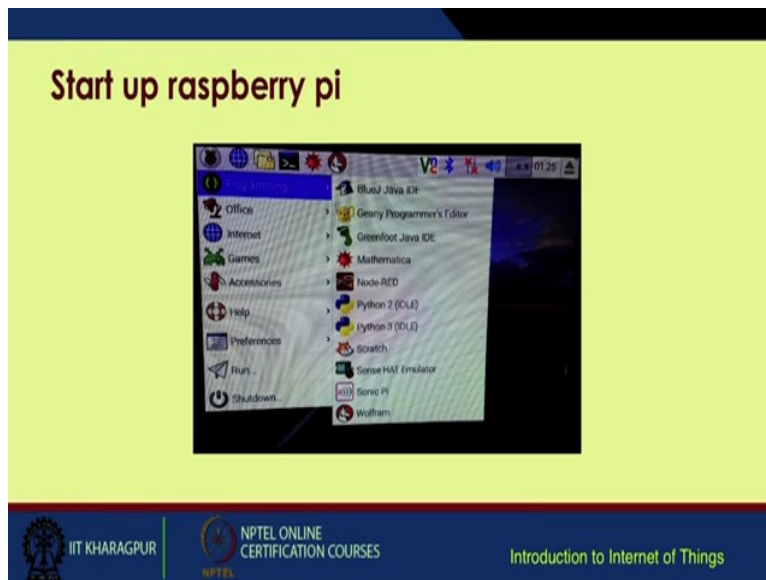 Start up raspberry pi
V2
01:25
Programming
Office
Internet
Games
Accessories
Help
Preferences
Run...
Shutdown...
BlueJ Java IDE
Geany Programmer's Editor
Greenfoot Java IDE
Mathematica
Node-RED
Python 2 (IDLE)
Python 3 (IDLE)
Scratch
Sense HAT Emulator
Sonic Pi
Wolfram
IIT KHARAGPUR
NPTEL
NPTEL ONLINE
CERTIFICATION COURSES
Introduction to Internet of Things